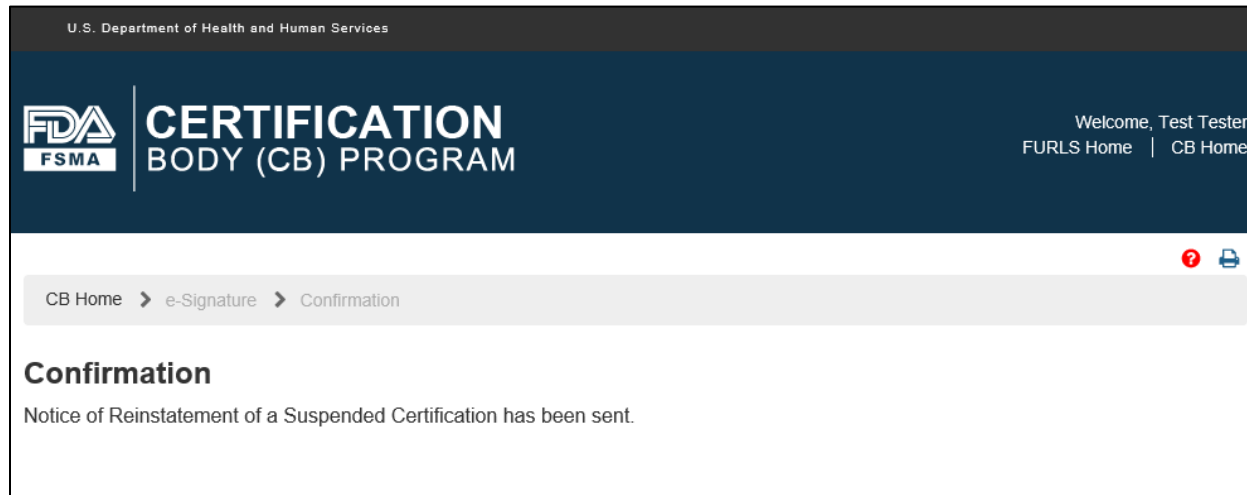 U.S. Department of Health and Human Services
FDA
FSMA
CERTIFICATION
BODY (CB) PROGRAM
Welcome, Test Tester
FURLS Home | CB Home
?
CB Home > e-Signature > Confirmation
Confirmation
Notice of Reinstatement of a Suspended Certification has been sent.